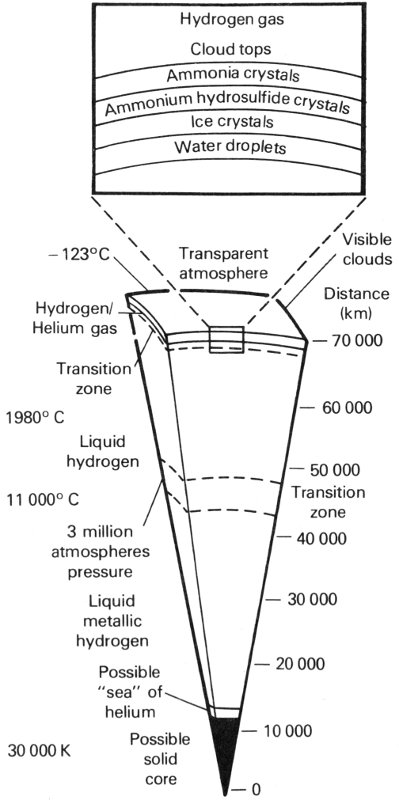 Hydrogen gas
Cloud tops
Ammonia crystals
Ammonium hydrosulfide crystals
Ice crystals
Water droplets
−123°C
Transparent
atmosphere
Visible
clouds
Hydrogen/
Helium gas
Distance
(km)
70 000
Transition
zone
60 000
1980° C
Liquid
hydrogen
50 000
Transition
zone
11 000° C
3 million
atmospheres
pressure
40 000
Liquid
metallic
hydrogen
30 000
20 000
Possible
"sea" of
helium
10 000
30 000 K
Possible
solid
core
0